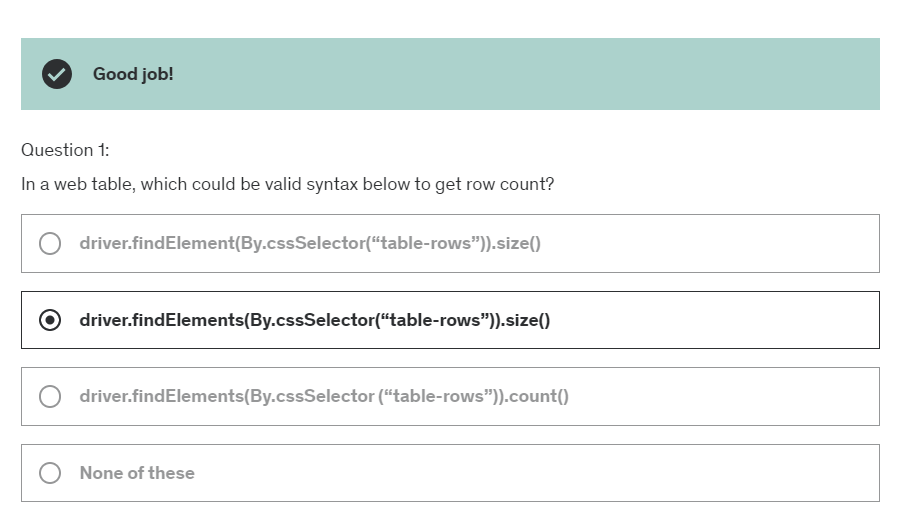 Good job!
Question 1:
In a web table, which could be valid syntax below to get row count?
driver.findElement(By.cssSelector(“table-rows”)).size()
driver.findElements(By.cssSelector(“table-rows”)).size()
driver.findElements(By.cssSelector (“table-rows”)).count()
None of these